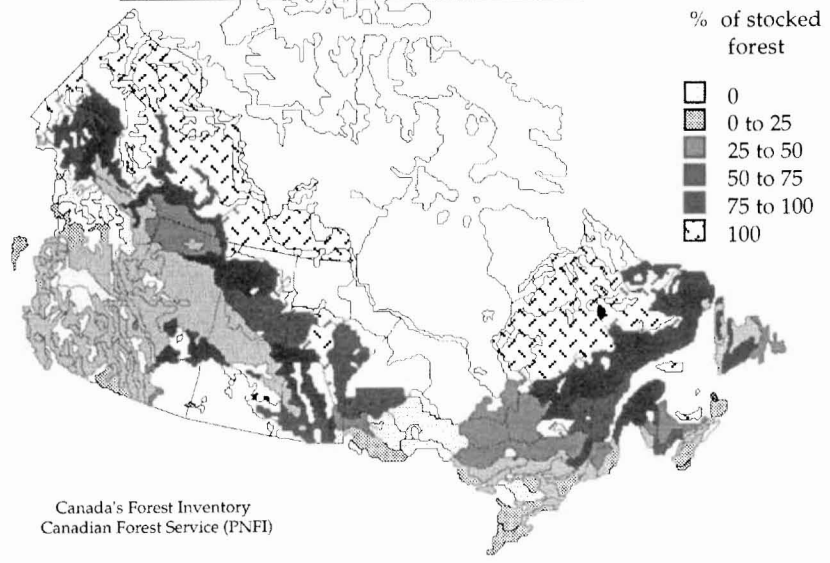 % of stocked
forest
0
0 to 25
25 to 50
50 to 75
75 to 100
100
Canada's Forest Inventory
Canadian Forest Service (PNFI)